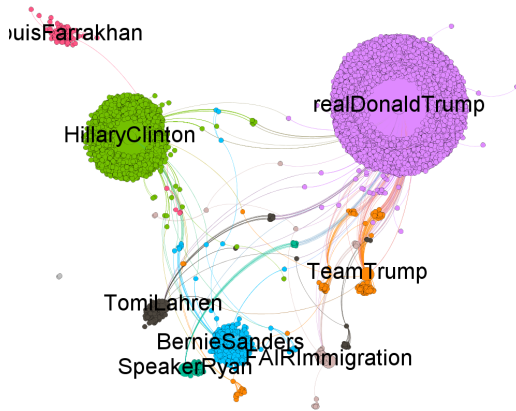 ouisFarrakhan
realDonaldTrump
HillaryClinton
TeamTrump
TomiLahren
BernieSanders
FAIRImmigration
SpeakerRyan